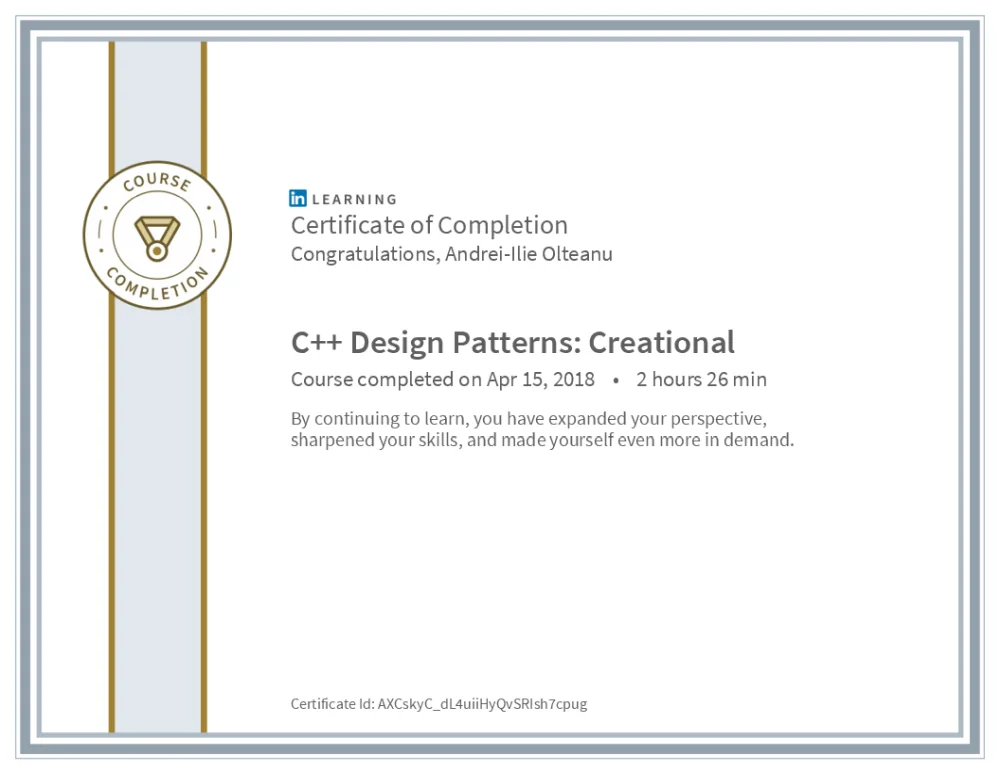 COURSE
COMPLETION
in LEARNING
Certificate of Completion
Congratulations, Andrei-Ilie Olteanu
C++ Design Patterns: Creational
Course completed on Apr 15, 2018 • 2 hours 26 min
By continuing to learn, you have expanded your perspective,
sharpened your skills, and made yourself even more in demand.
Certificate Id: AXCskyC_dL4uiiHyQvSRIsh7cpug